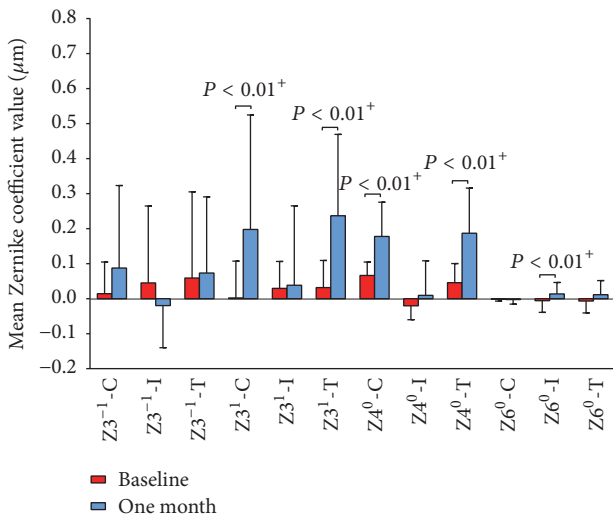 Mean Zernike coefficient value (μm)
0.8
0.7
0.6
0.5
0.4
0.3
0.2
0.1
0.0
−0.1
−0.2
P < 0.01⁺
P < 0.01⁺
P < 0.01⁺
P < 0.01⁺
P < 0.01⁺
Z3⁻¹-C
Z3⁻¹-I
Z3⁻¹-T
Z3¹-C
Z3¹-I
Z3¹-T
Z4⁰-C
Z4⁰-I
Z4⁰-T
Z6⁰-C
Z6⁰-I
Z6⁰-T
Baseline
One month